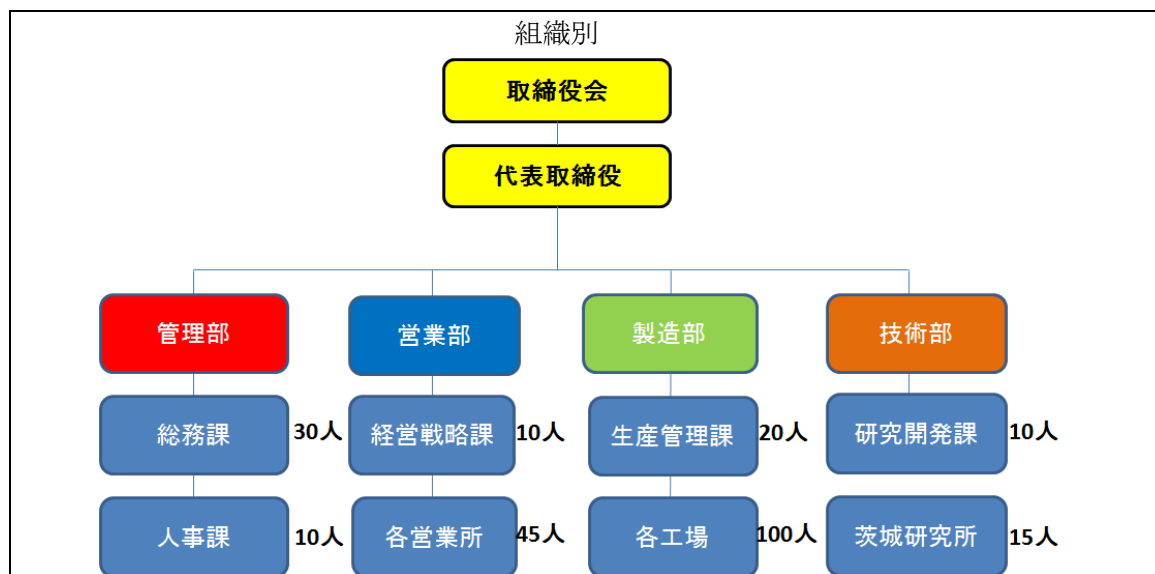 組織別
取締役会
代表取締役
管理部 営業部 製造部 技術部
総務課 30人 経営戦略課 10人 生産管理課 20人 研究開発課 10人
人事課 10人 各営業所 45人 各工場 100人 茨城研究所 15人